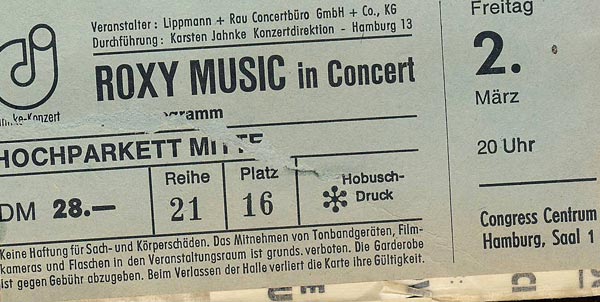 Veranstalter: Lippmann + Rau Concertbüro GmbH + Co, KG
Durchführung: Karsten Jahnke Konzertdirektion - Hamburg 13
ROXY MUSIC in Concert
nke-Konzert
ogramm
HOCHPARKETT MITTE
DM 28.—
Reihe
21
Platz
16
Hobusch-
Druck
Keine Haftung für Sach- und Körperschäden. Das Mitnehmen von Tonbandgeräten, Film-
kameras und Flaschen in den Veranstaltungsraum ist grunds. verboten. Die Garderobe
ist gegen Gebühr abzugeben. Beim Verlassen der Halle verliert die Karte ihre Gültigkeit.
Freitag
2.
März
20 Uhr
Congress Centrum
Hamburg, Saal 1